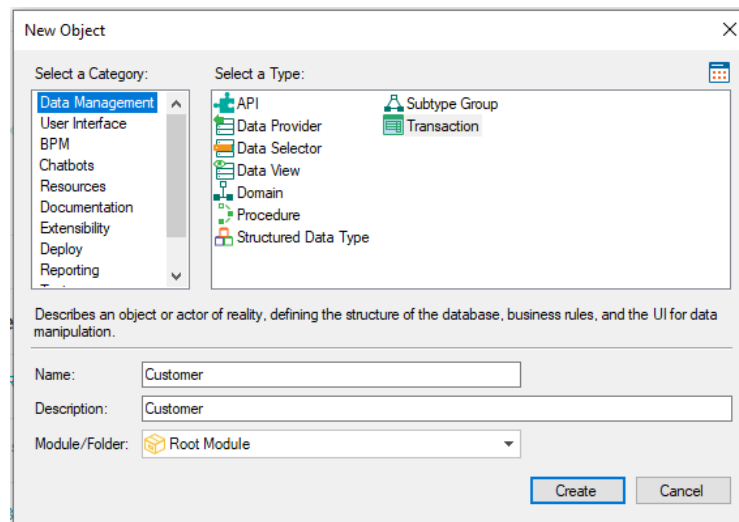 New Object
Select a Category:
Select a Type:
Data Management
User Interface
BPM
Chatbots
Resources
Documentation
Extensibility
Deploy
Reporting
API
Data Provider
Data Selector
Data View
Domain
Procedure
Structured Data Type
Subtype Group
Transaction
Describes an object or actor of reality, defining the structure of the database, business rules, and the UI for data
manipulation.
Name: Customer
Description: Customer
Module/Folder: Root Module
Create
Cancel